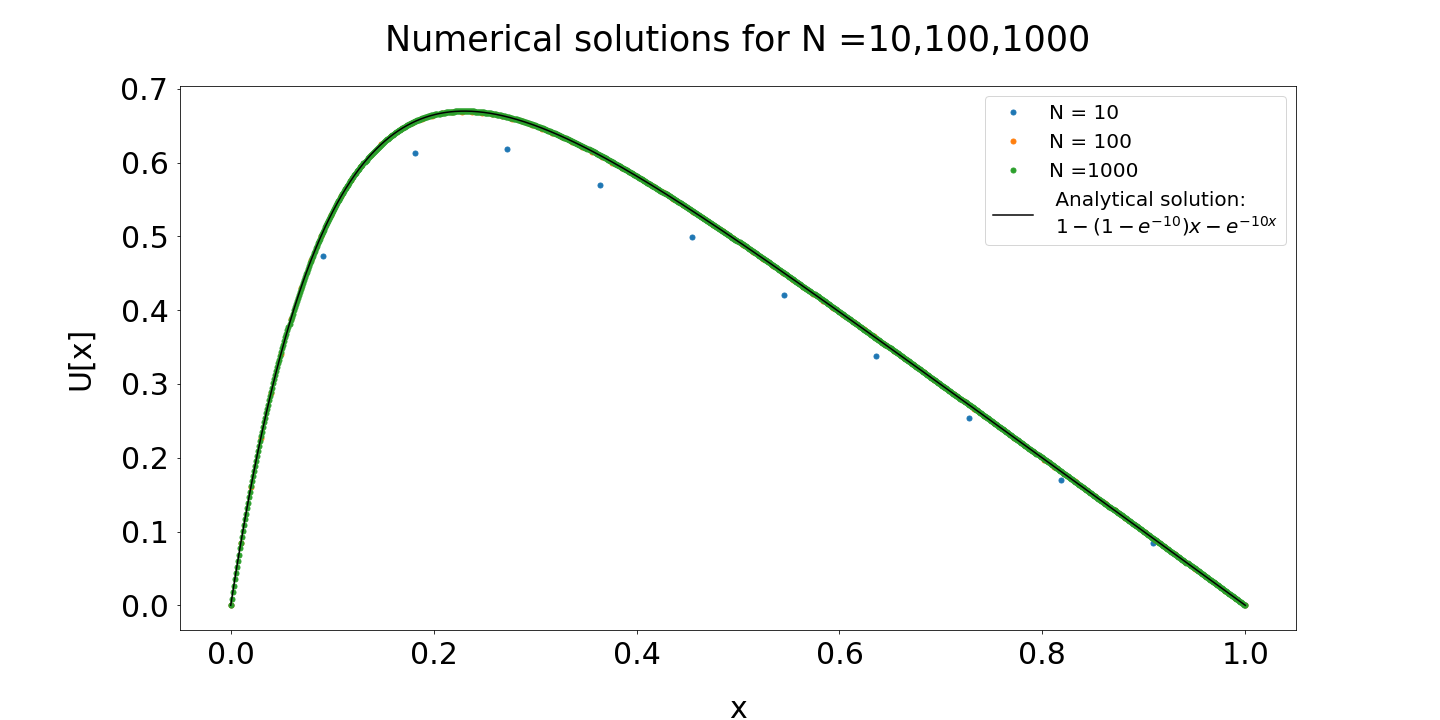 Numerical solutions for N =10,100,1000
0.7
0.6
0.5
0.4
0.3
0.2
0.1
0.0
U[x]
N = 10
N = 100
N =1000
Analytical solution:
$1-(1-e^{-10})x-e^{-10x}$
0.0 0.2 0.4 0.6 0.8 1.0
x